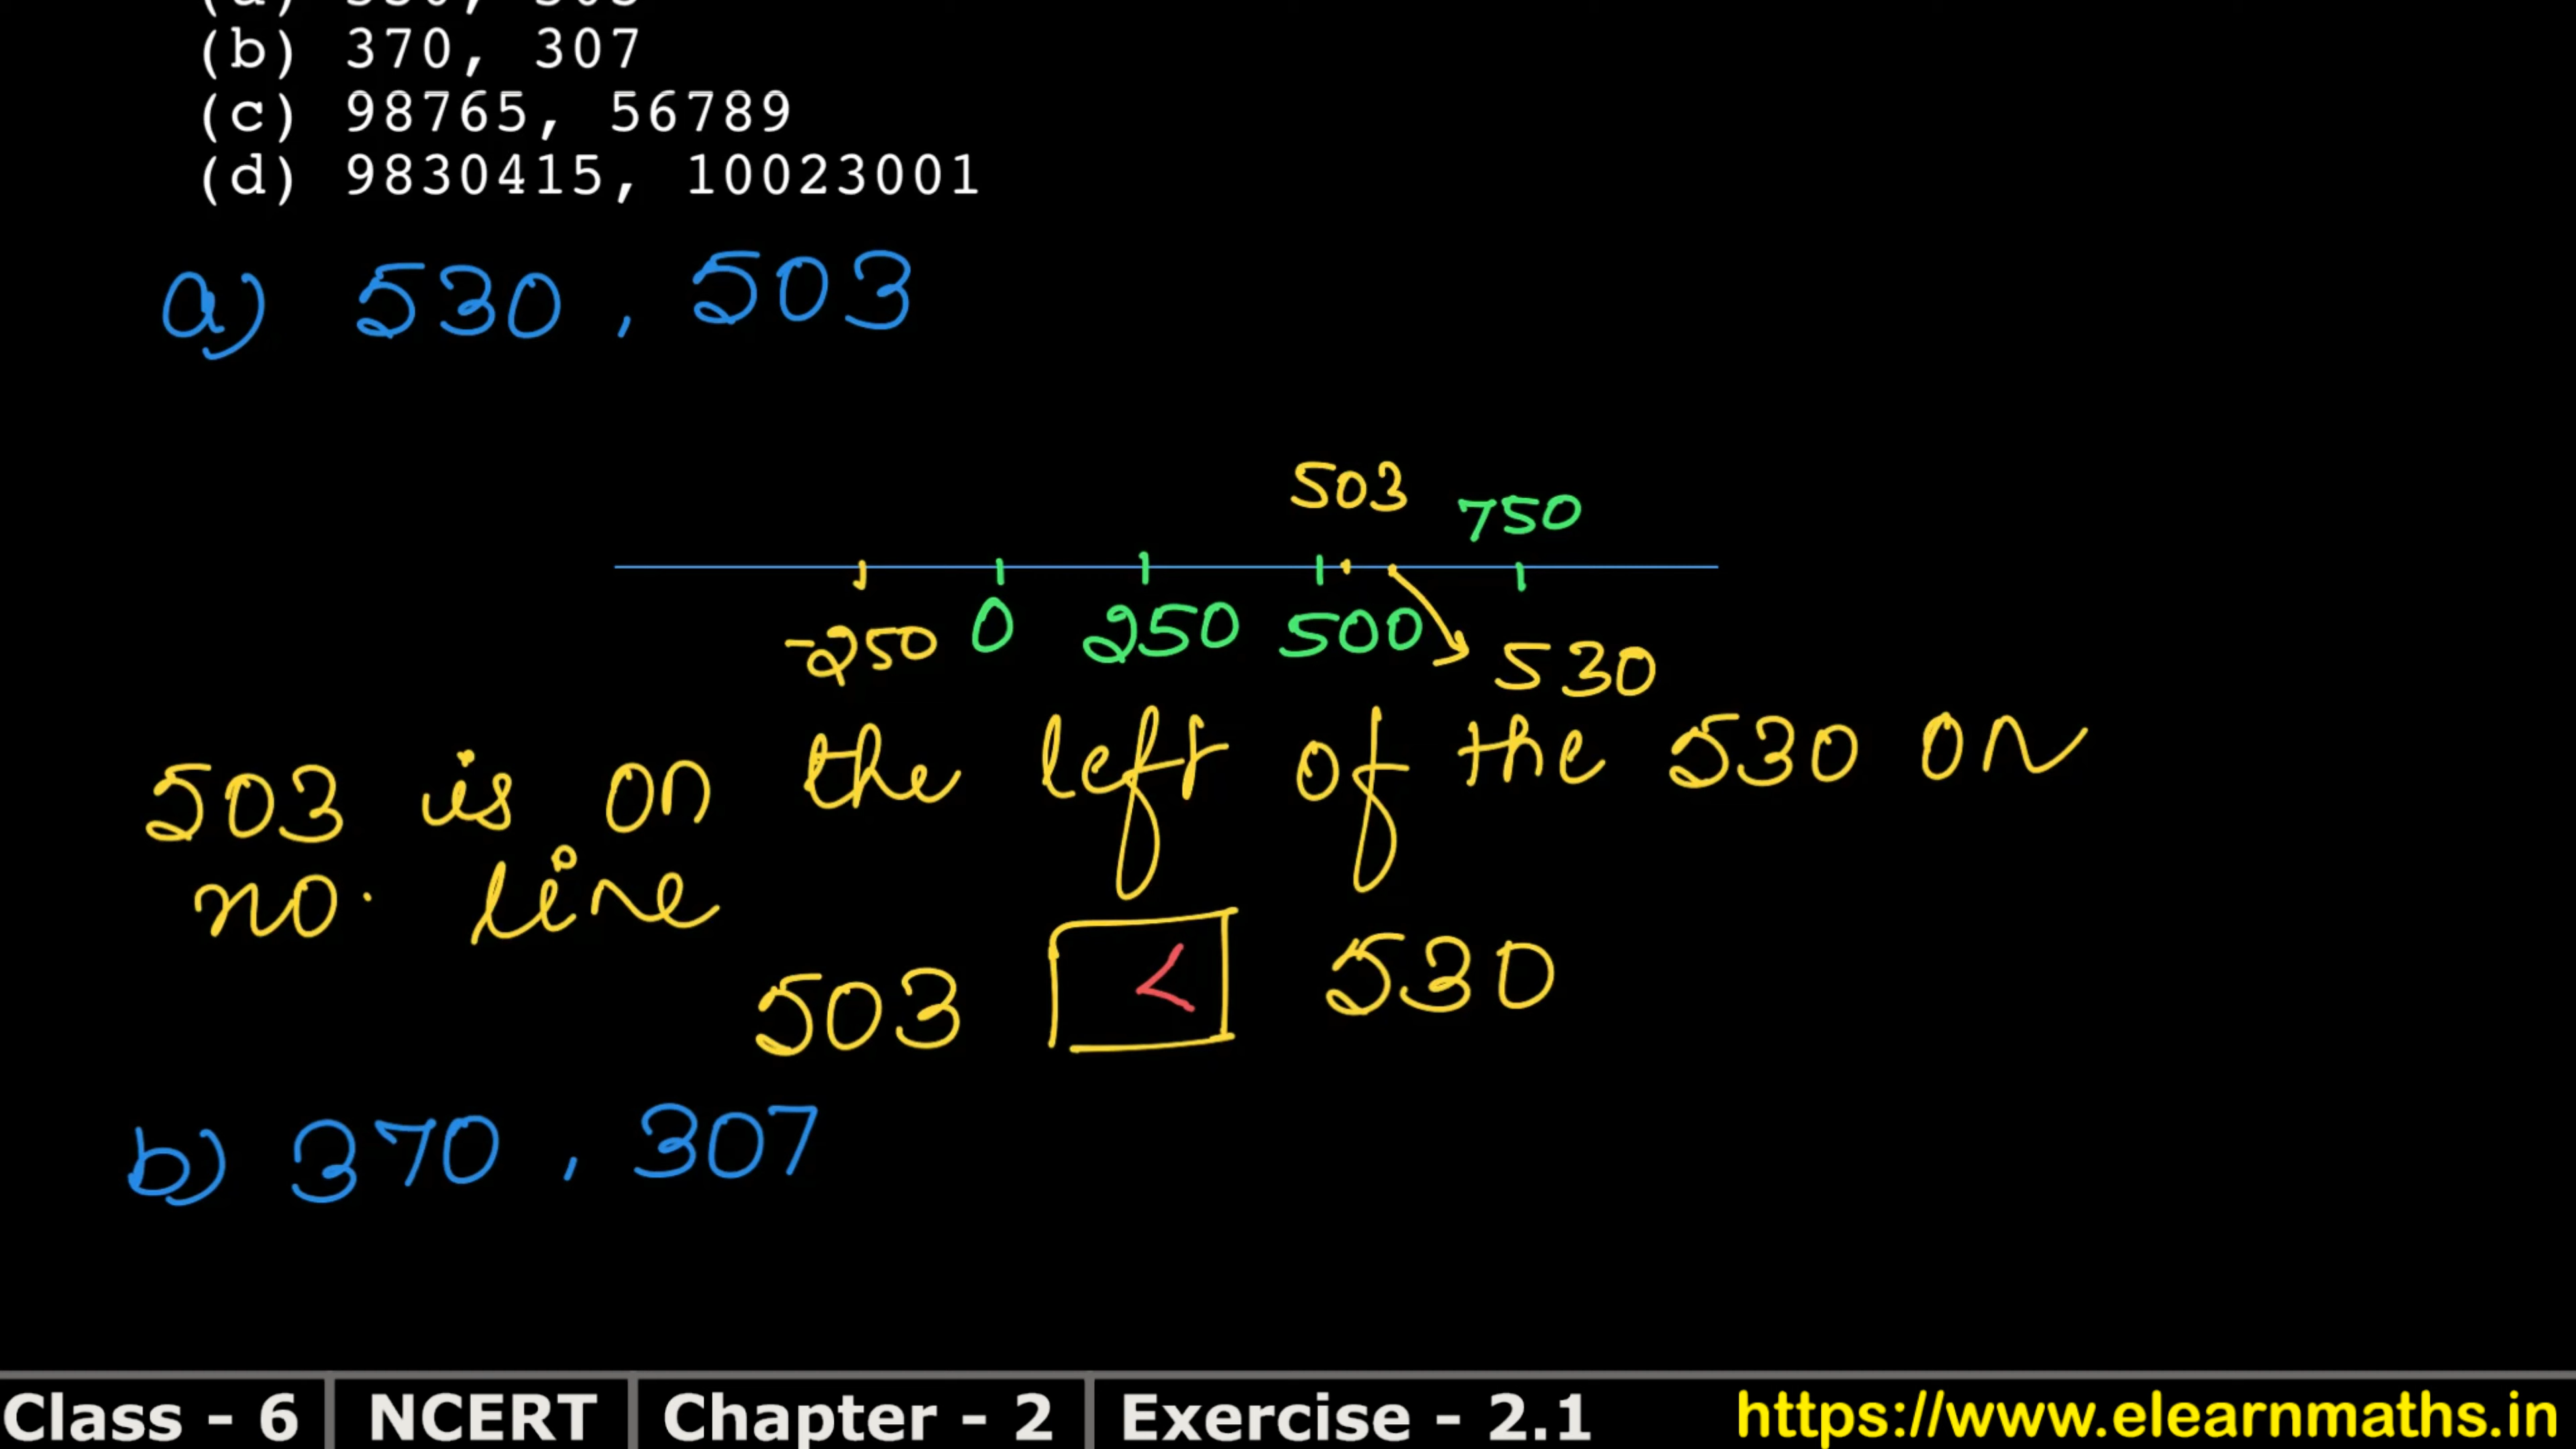 (b) 370, 307
(c) 98765, 56789
(d) 9830415, 10023001
a) 530 , 503
503 750
-250 0 250 500 530
503 is on the left of the 530 on
no. line
503 < 530
b) 370 , 307
Class - 6 NCERT Chapter - 2 Exercise - 2.1 https://www.elearnmaths.in